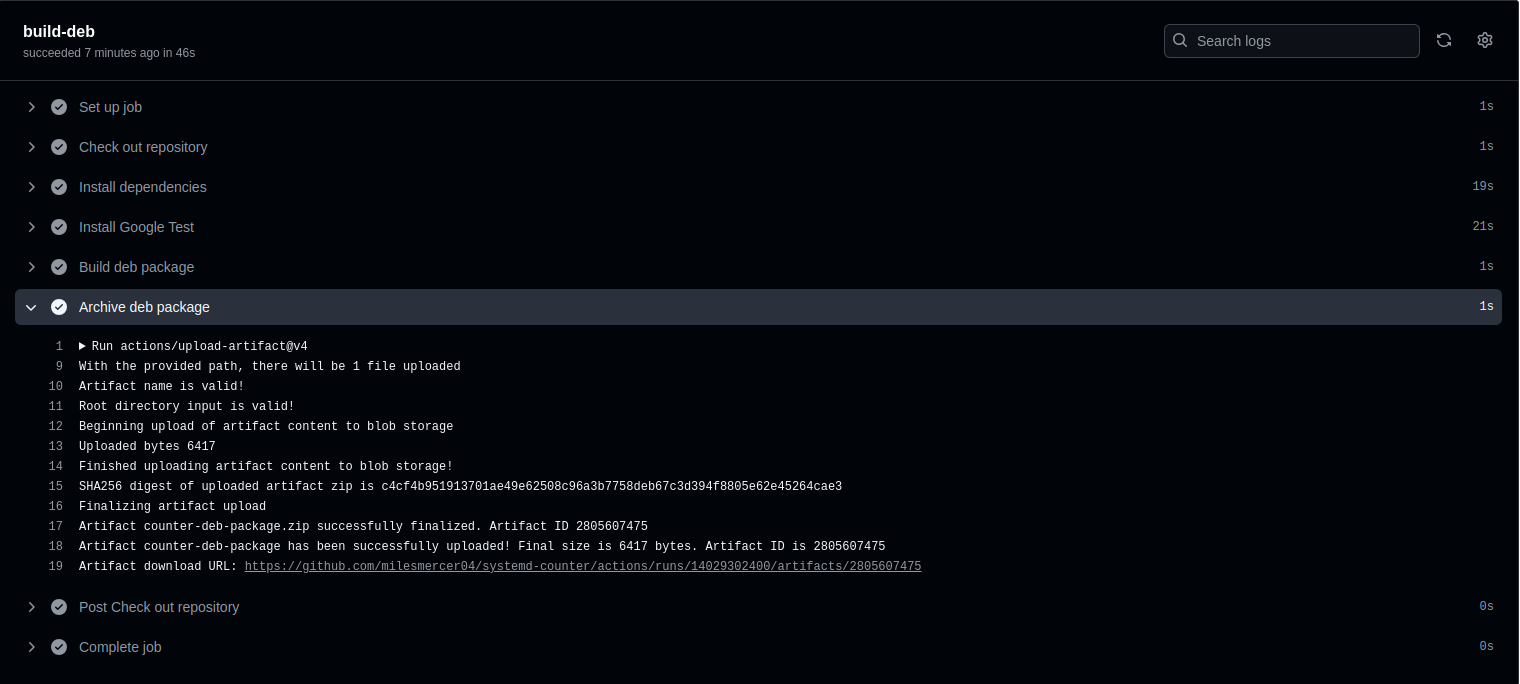 build-deb
succeeded 7 minutes ago in 46s
Search logs
Set up job 1s
Check out repository 1s
Install dependencies 19s
Install Google Test 21s
Build deb package 1s
Archive deb package 1s
1 Run actions/upload-artifact@v4
9 With the provided path, there will be 1 file uploaded
10 Artifact name is valid!
11 Root directory input is valid!
12 Beginning upload of artifact content to blob storage
13 Uploaded bytes 6417
14 Finished uploading artifact content to blob storage!
15 SHA256 digest of uploaded artifact zip is c4cf4b951913701ae49e62508c96a3b7758deb67c3d394f8805e62e45264cae3
16 Finalizing artifact upload
17 Artifact counter-deb-package.zip successfully finalized. Artifact ID 2805607475
18 Artifact counter-deb-package has been successfully uploaded! Final size is 6417 bytes. Artifact ID is 2805607475
19 Artifact download URL: https://github.com/milesmercer04/systemd-counter/actions/runs/14029302400/artifacts/2805607475
Post Check out repository 0s
Complete job 0s